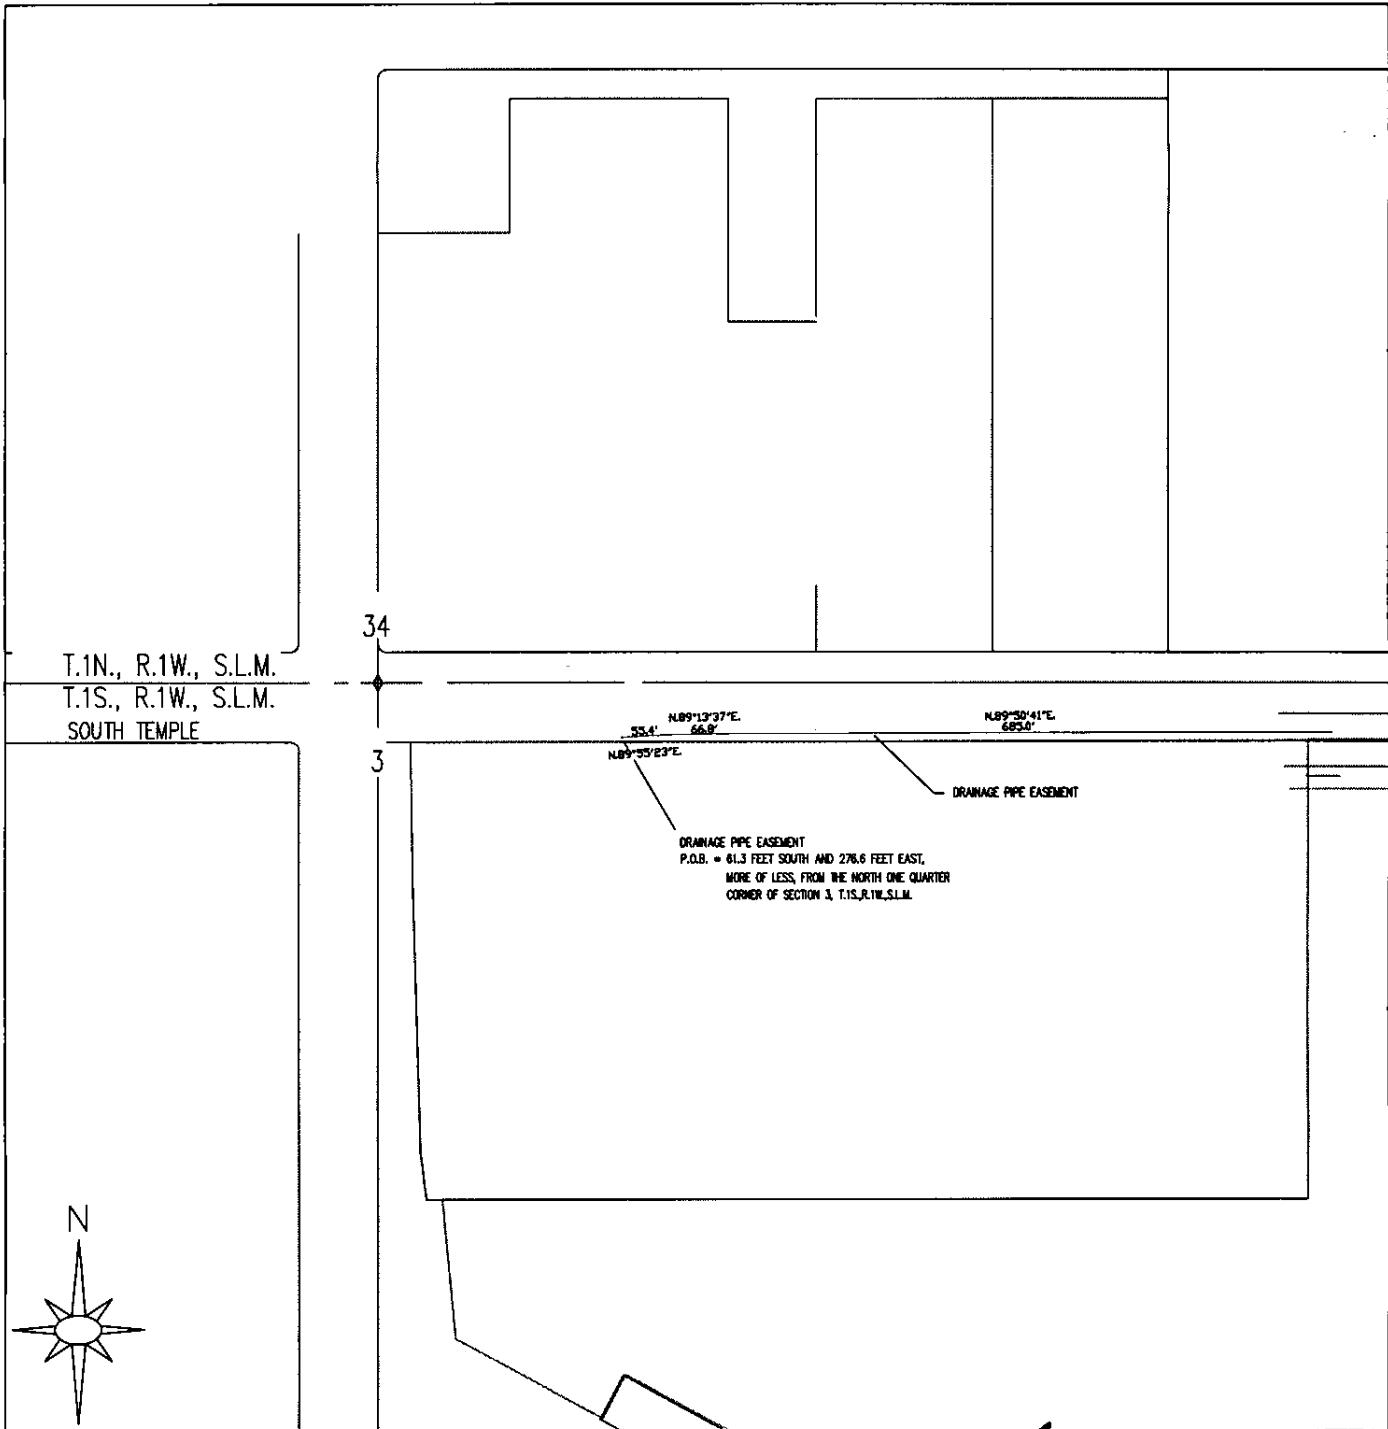 34
T.1N., R.1W., S.L.M.
T.1S., R.1W., S.L.M.
SOUTH TEMPLE
3
N.89°13'37"E.
55.4' 66.8'
N.89°55'23"E.
N.89°50'41"E.
685.0'
DRAINAGE PIPE EASEMENT
DRAINAGE PIPE EASEMENT
P.O.B. = 61.3 FEET SOUTH AND 276.6 FEET EAST,
MORE OF LESS, FROM THE NORTH ONE QUARTER
CORNER OF SECTION 3, T.1S.,R.1W.,S.L.M.
N